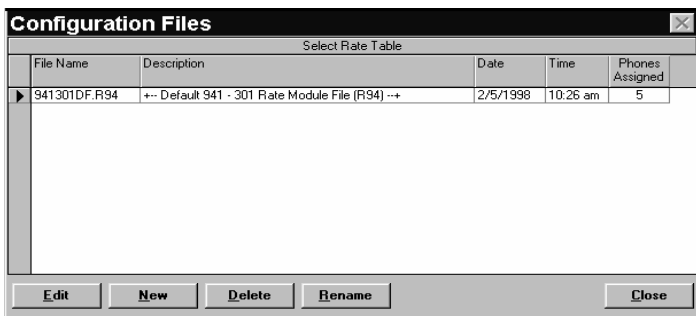 Configuration Files
Select Rate Table
File Name Description Date Time Phones Assigned
941301DF.R94 +-- Default 941 - 301 Rate Module File (R94) --+ 2/5/1998 10:26 am 5
Edit New Delete Rename Close